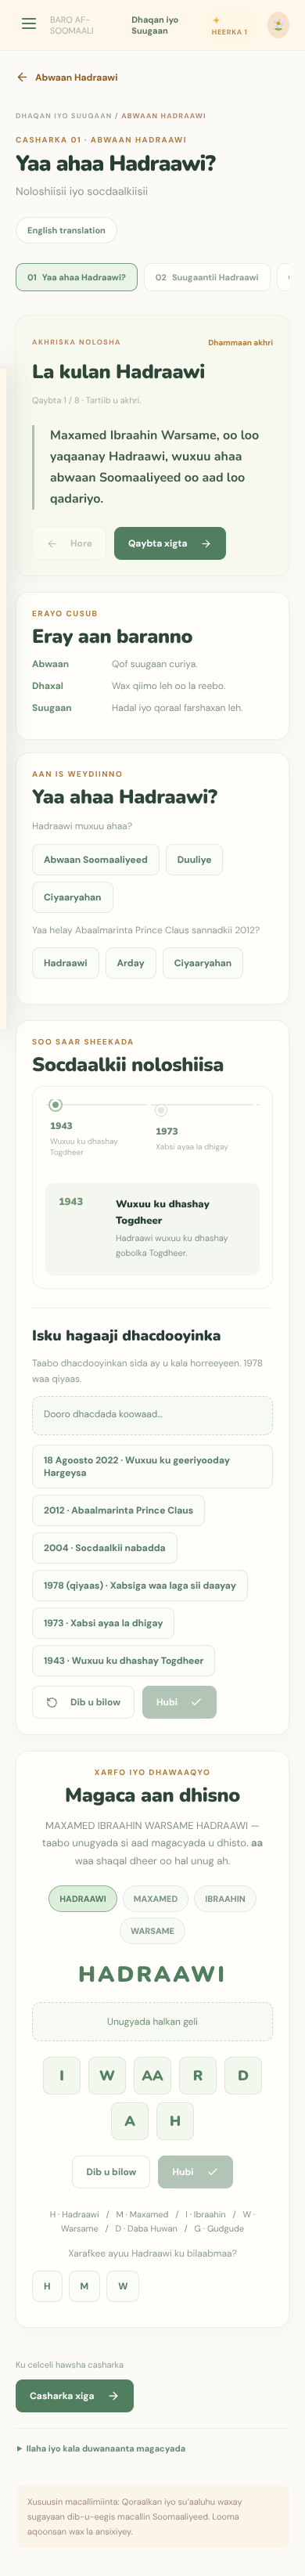 BARO AF-
SOOMAALI
Dhaqan iyo
Suugaan
HEERKA 1
Abwaan Hadraawi
DHAQAN IYO SUUGAAN / ABWAAN HADRAAWI
CASHARKA 01 · ABWAAN HADRAAWI
Yaa ahaa Hadraawi?
Noloshiisii iyo socdaalkiisii
English translation
01 Yaa ahaa Hadraawi?
02 Suugaantii Hadraawi
AKHRISKA NOLOSHA
Dhammaan akhri
La kulan Hadraawi
Qaybta 1 / 8 · Tartiib u akhri.
Maxamed Ibraahin Warsame, oo loo
yaqaanay Hadraawi, wuxuu ahaa
abwaan Soomaaliyeed oo aad loo
qadariyo.
Hore
Qaybta xigta
ERAYO CUSUB
Eray aan baranno
Abwaan Qof suugaan curiya.
Dhaxal Wax qiimo leh oo la reebo.
Suugaan Hadal iyo qoraal farshaxan leh.
AAN IS WEYDIINNO
Yaa ahaa Hadraawi?
Hadraawi muxuu ahaa?
Abwaan Soomaaliyeed
Duuliye
Ciyaaryahan
Yaa helay Abaalmarinta Prince Claus sannadkii 2012?
Hadraawi
Arday
Ciyaaryahan
SOO SAAR SHEEKADA
Socdaalkii noloshiisa
1943
Wuxuu ku dhashay
Togdheer
1973
Xabsi ayaa la dhigay
1943
Wuxuu ku dhashay
Togdheer
Hadraawi wuxuu ku dhashay
gobolka Togdheer.
Isku hagaaji dhacdooyinka
Taabo dhacdooyinkan sida ay u kala horreeyeen. 1978
waa qiyaas.
Dooro dhacdada koowaad...
18 Agoosto 2022 · Wuxuu ku geeriyooday
Hargeysa
2012 · Abaalmarinta Prince Claus
2004 · Socdaalkii nabadda
1978 (qiyaas) · Xabsiga waa laga sii daayay
1973 · Xabsi ayaa la dhigay
1943 · Wuxuu ku dhashay Togdheer
Dib u bilow
Hubi
XARFO IYO DHAWAAQYO
Magaca aan dhisno
MAXAMED IBRAAHIN WARSAME HADRAAWI —
taabo unugyada si aad magacyada u dhisto. aa
waa shaqal dheer oo hal unug ah.
HADRAAWI
MAXAMED
IBRAAHIN
WARSAME
HADRAAWI
Unugyada halkan geli
I
W
AA
R
D
A
H
Dib u bilow
Hubi
H · Hadraawi / M · Maxamed / I · Ibraahin / W ·
Warsame / D · Daba Huwan / G · Gudgude
Xarafkee ayuu Hadraawi ku bilaabmaa?
H
M
W
Ku celceli hawsha casharka
Casharka xiga
Ilaha iyo kala duwanaanta magacyada
Xusuusin macallimiinta: Qoraalkan iyo su'aaluhu waxay
sugayaan dib-u-eegis macallin Soomaaliyeed. Looma
aqoonsan wax la ansixiyey.